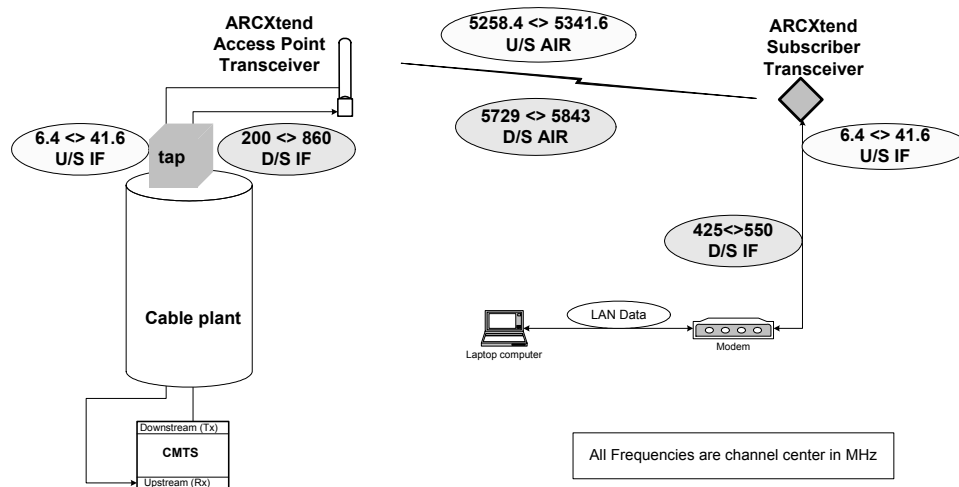 ARCXtend
Access Point
Transceiver
5258.4 <> 5341.6
U/S AIR
ARCXtend
Subscriber
Transceiver
6.4 <> 41.6
U/S IF
tap
200 <> 860
D/S IF
5729 <> 5843
D/S AIR
6.4 <> 41.6
U/S IF
425<>550
D/S IF
Cable plant
LAN Data
Laptop computer
Modem
Downstream (Tx)
CMTS
Upstream (Rx)
All Frequencies are channel center in MHz